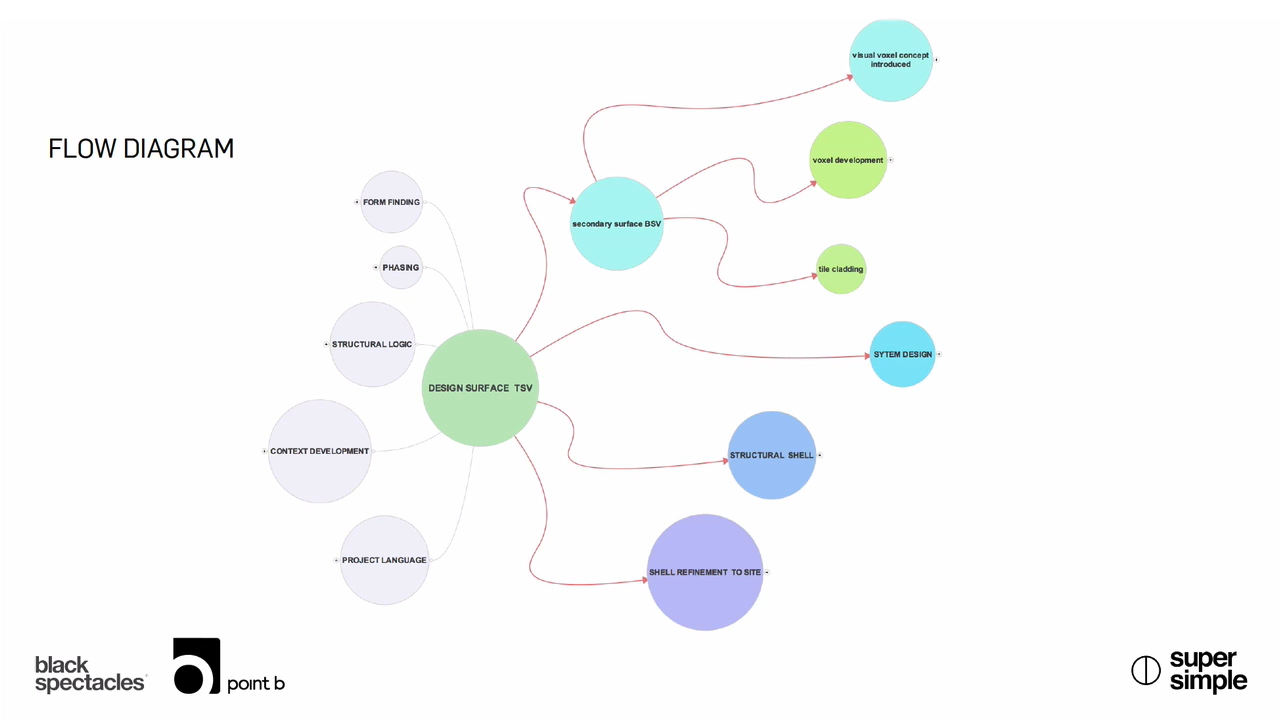 visual voxel concept
introduced
FLOW DIAGRAM
voxel development
FORM FINDING
secondary surface BSV
PHASING
tile cladding
STRUCTURAL LOGIC
SYTEM DESIGN
DESIGN SURFACE TSV
CONTEXT DEVELOPMENT
STRUCTURAL SHELL
PROJECT LANGUAGE
SHELL REFINEMENT TO SITE
black
spectacles
point b
super
simple